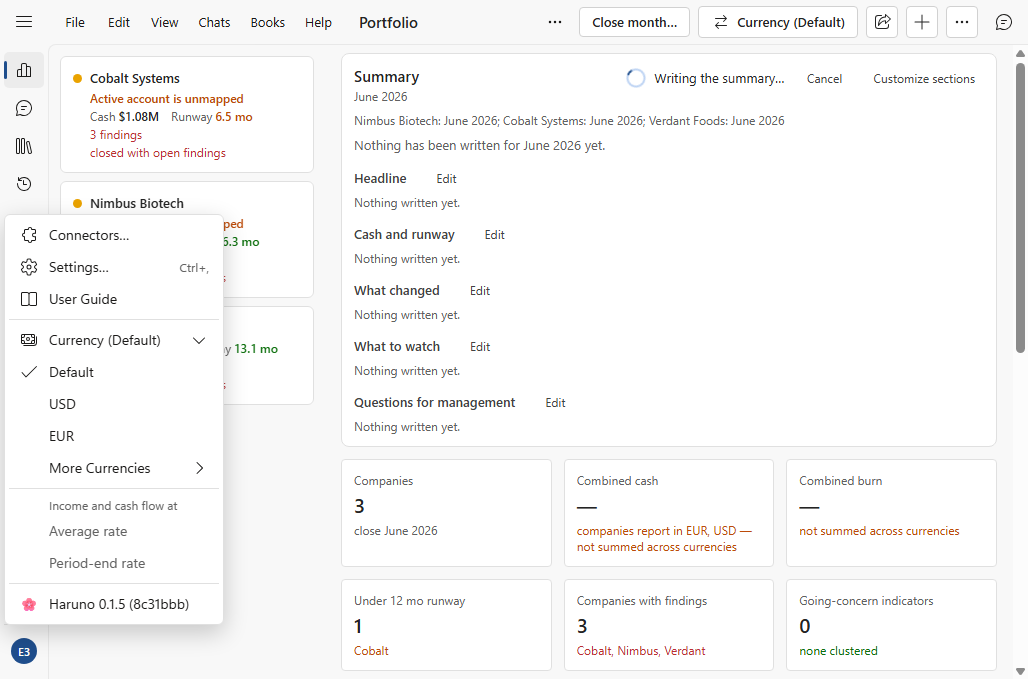 File Edit View Chats Books Help Portfolio
Close month...
Currency (Default)
Cobalt Systems
Active account is unmapped
Cash $1.08M Runway 6.5 mo
3 findings
closed with open findings
Nimbus Biotech
6.3 mo
13.1 mo
Connectors...
Settings... Ctrl+,
User Guide
Currency (Default)
Default
USD
EUR
More Currencies
Income and cash flow at
Average rate
Period-end rate
Haruno 0.1.5 (8c31bbb)
E3
Summary
Writing the summary... Cancel Customize sections
June 2026
Nimbus Biotech: June 2026; Cobalt Systems: June 2026; Verdant Foods: June 2026
Nothing has been written for June 2026 yet.
Headline Edit
Nothing written yet.
Cash and runway Edit
Nothing written yet.
What changed Edit
Nothing written yet.
What to watch Edit
Nothing written yet.
Questions for management Edit
Nothing written yet.
Companies
3
close June 2026
Combined cash
—
companies report in EUR, USD —
not summed across currencies
Combined burn
—
not summed across currencies
Under 12 mo runway
1
Cobalt
Companies with findings
3
Cobalt, Nimbus, Verdant
Going-concern indicators
0
none clustered